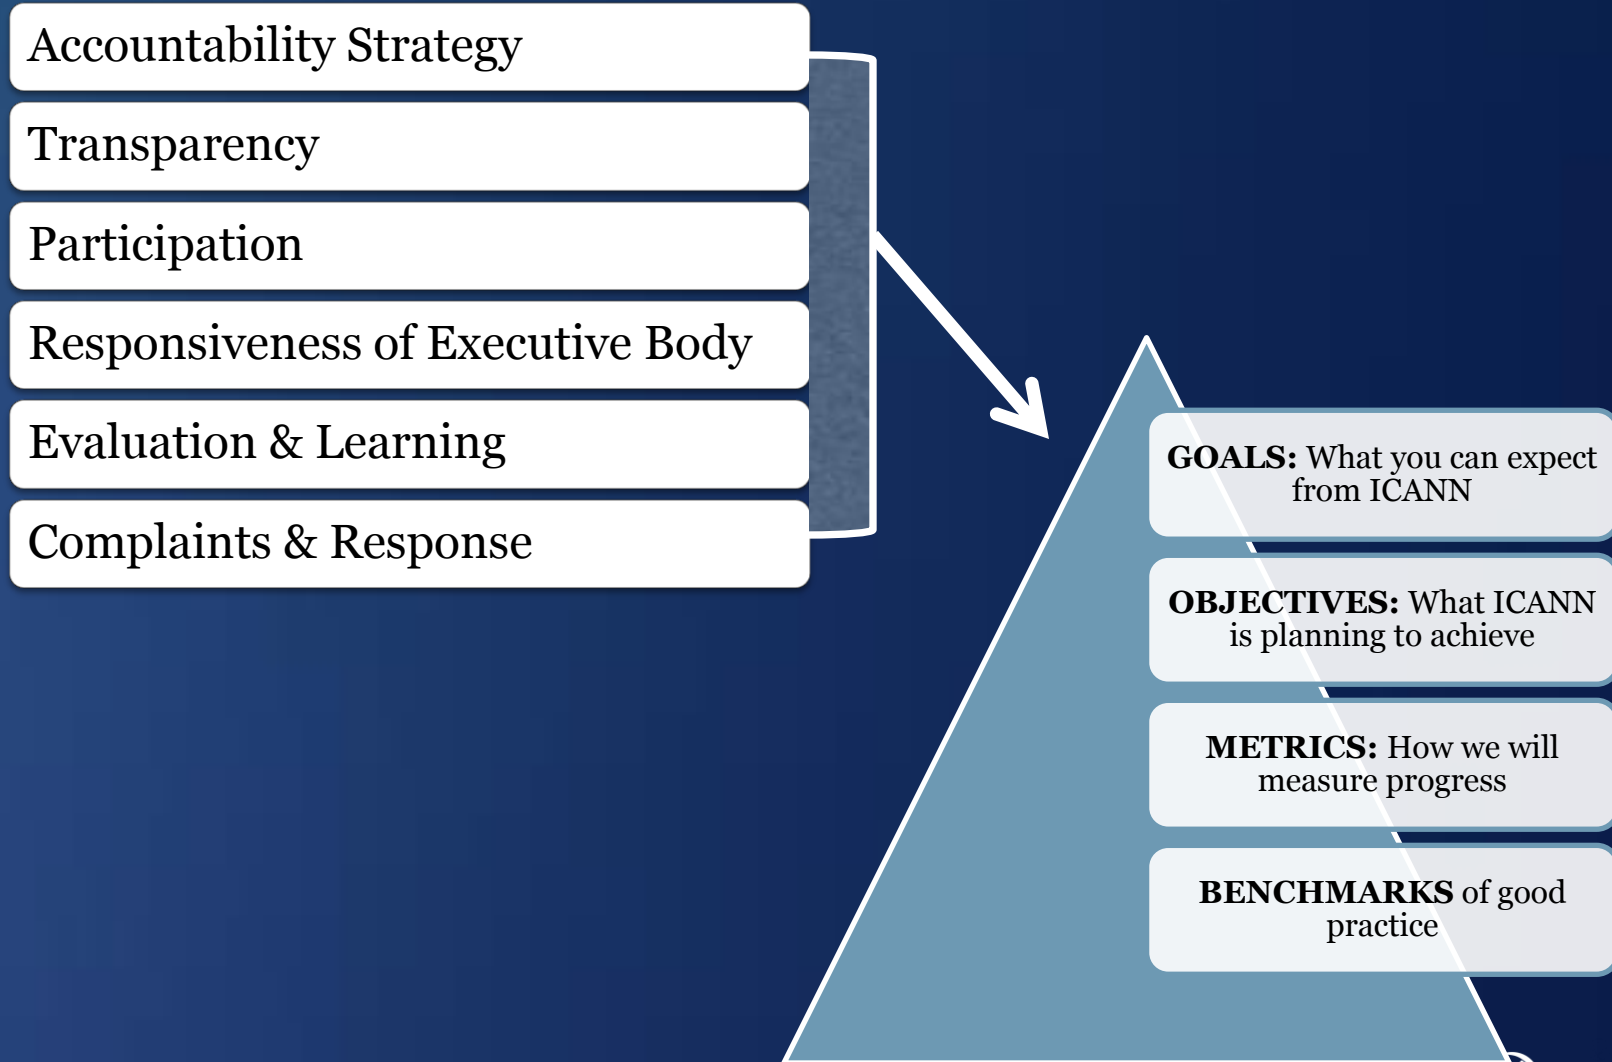 Accountability Strategy
Transparency
Participation
Responsiveness of Executive Body
Evaluation & Learning
Complaints & Response
GOALS: What you can expect
from ICANN
OBJECTIVES: What ICANN
is planning to achieve
METRICS: How we will
measure progress
BENCHMARKS of good
practice